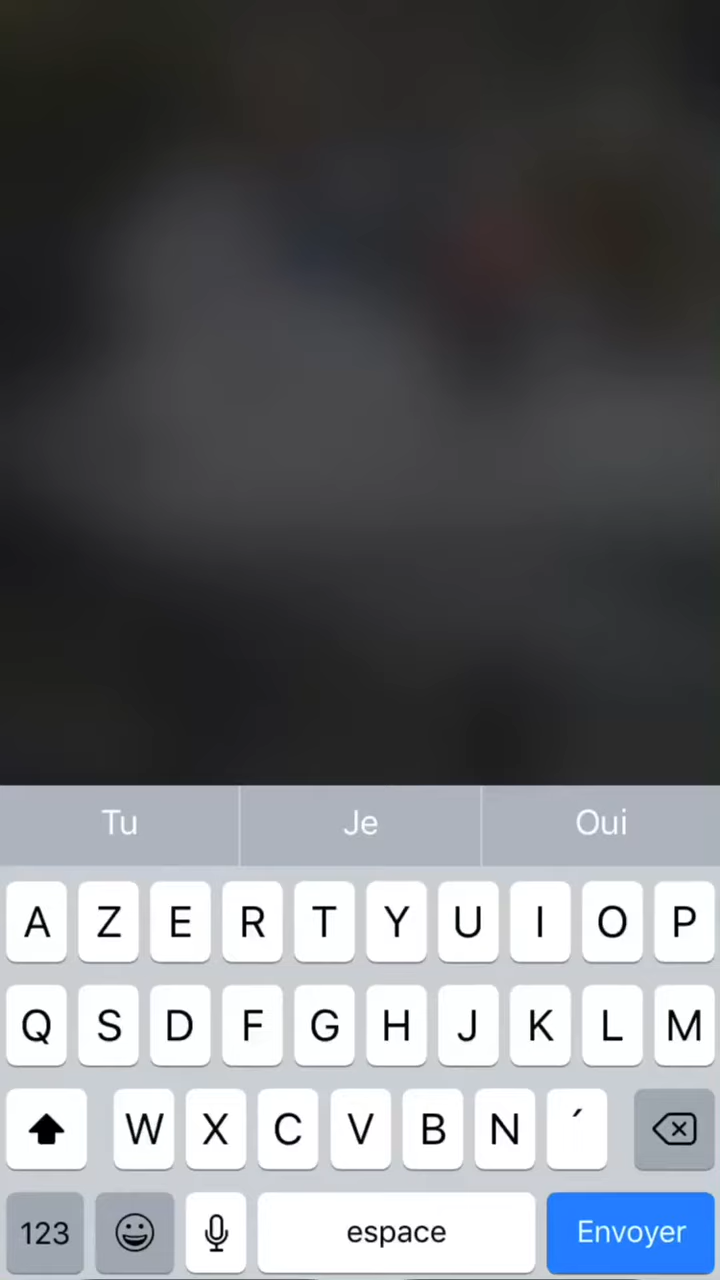 Tu Je Oui
A Z E R T Y U I O P
Q S D F G H J K L M
W X C V B N ´
123 espace Envoyer